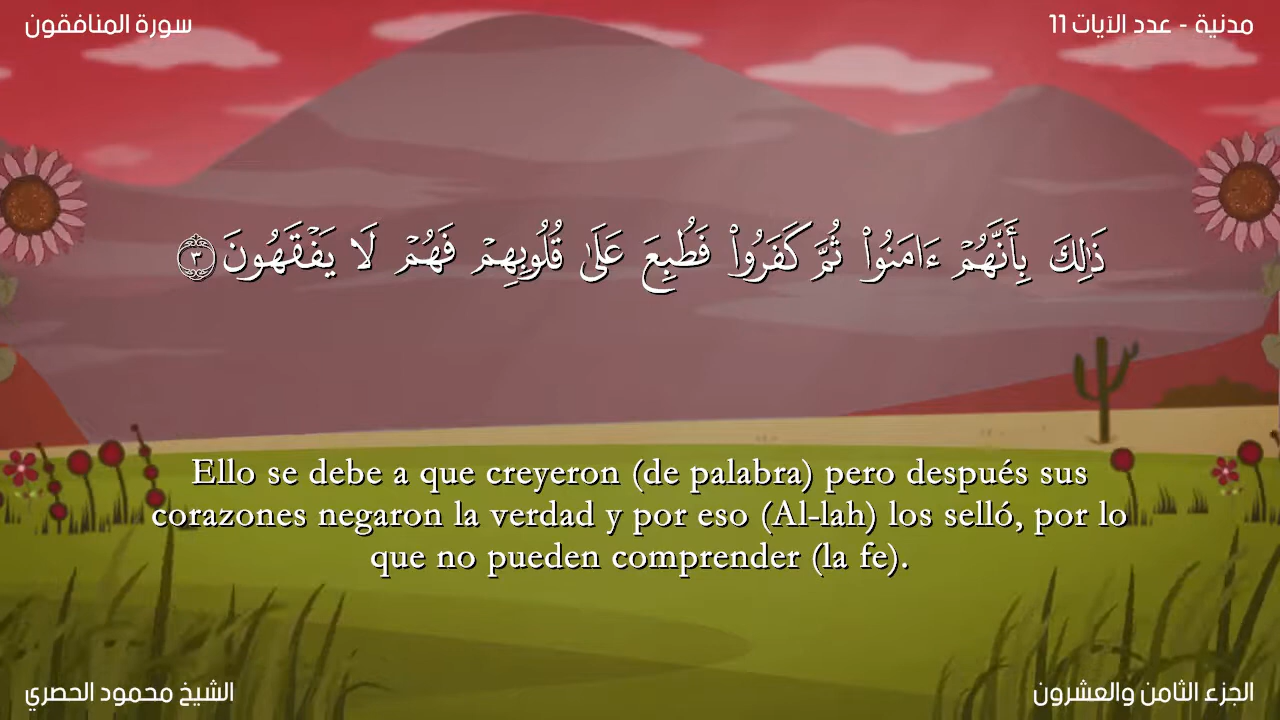 سورة المنافقون
مدنية - عدد الآيات 11
ذَٰلِكَ بِأَنَّهُمْ ءَامَنُوا۟ ثُمَّ كَفَرُوا۟ فَطُبِعَ عَلَىٰ قُلُوبِهِمْ فَهُمْ لَا يَفْقَهُونَ ٣
Ello se debe a que creyeron (de palabra) pero después sus
corazones negaron la verdad y por eso (Al-lah) los selló, por lo
que no pueden comprender (la fe).
الشيخ محمود الحصري
الجزء الثامن والعشرون